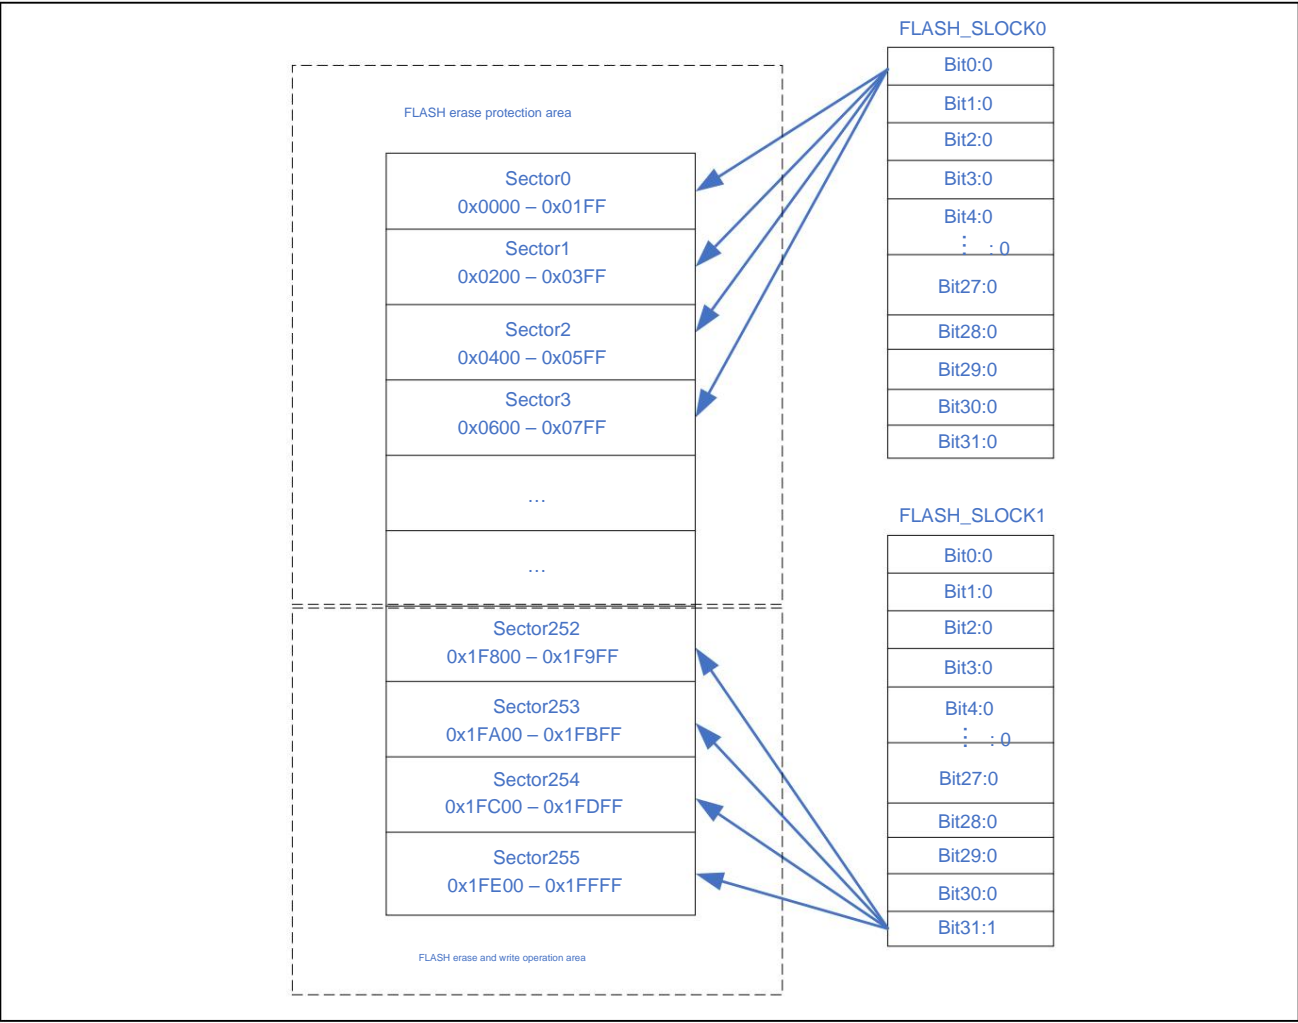 FLASH erase protection area
Sector0
0x0000 – 0x01FF
Sector1
0x0200 – 0x03FF
Sector2
0x0400 – 0x05FF
Sector3
0x0600 – 0x07FF
…
…
Sector252
0x1F800 – 0x1F9FF
Sector253
0x1FA00 – 0x1FBFF
Sector254
0x1FC00 – 0x1FDFF
Sector255
0x1FE00 – 0x1FFFF
FLASH erase and write operation area
FLASH_SLOCK0
Bit0:0
Bit1:0
Bit2:0
Bit3:0
Bit4:0
⋮ : 0
Bit27:0
Bit28:0
Bit29:0
Bit30:0
Bit31:0
FLASH_SLOCK1
Bit0:0
Bit1:0
Bit2:0
Bit3:0
Bit4:0
⋮ : 0
Bit27:0
Bit28:0
Bit29:0
Bit30:0
Bit31:1